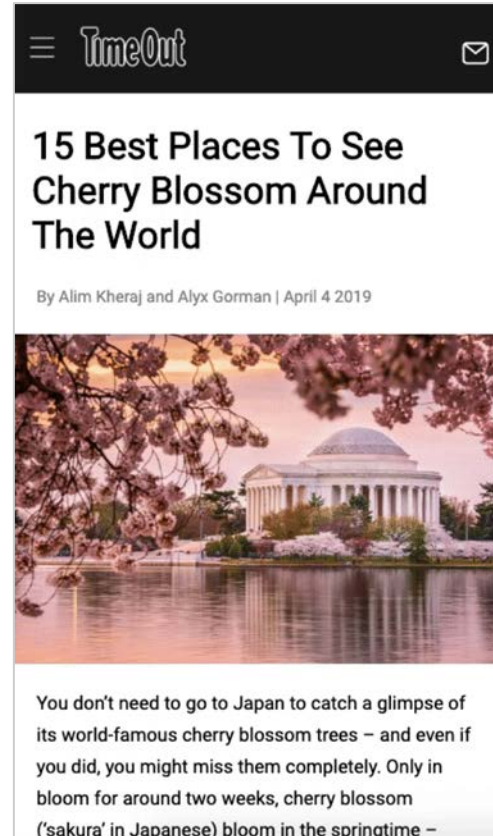 TimeOut
15 Best Places To See
Cherry Blossom Around
The World
By Alim Kheraj and Alyx Gorman | April 4 2019
You don’t need to go to Japan to catch a glimpse of
its world-famous cherry blossom trees – and even if
you did, you might miss them completely. Only in
bloom for around two weeks, cherry blossom
(‘sakura’ in Japanese) bloom in the springtime –